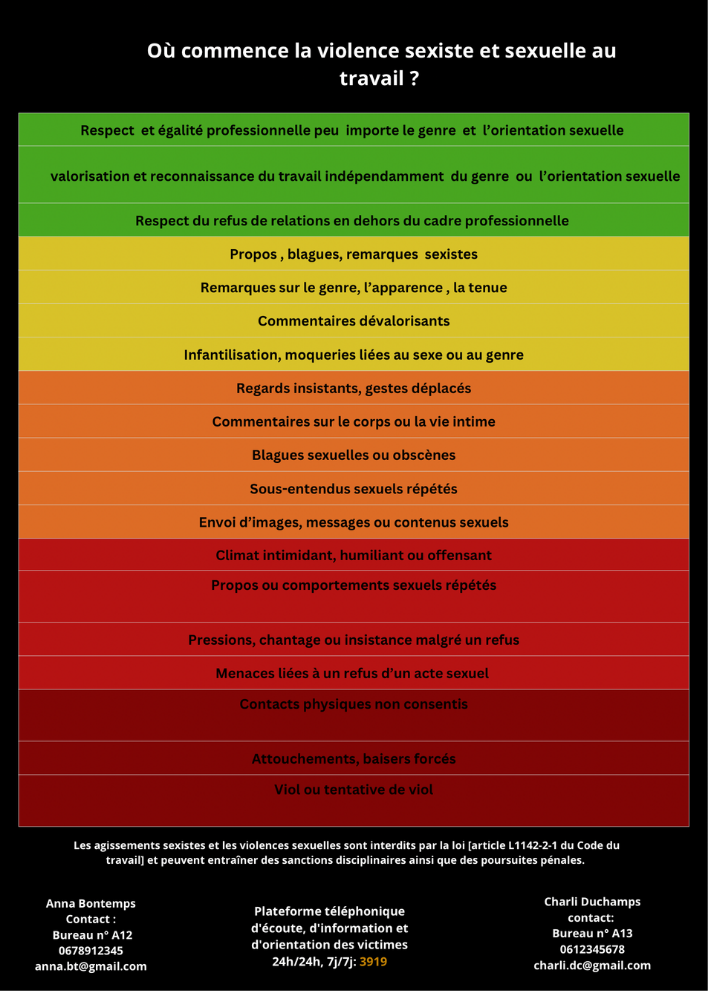 Où commence la violence sexiste et sexuelle au
travail ?
Respect et égalité professionnelle peu importe le genre et l'orientation sexuelle
valorisation et reconnaissance du travail indépendamment du genre ou l'orientation sexuelle
Respect du refus de relations en dehors du cadre professionnelle
Propos , blagues, remarques sexistes
Remarques sur le genre, l'apparence , la tenue
Commentaires dévalorisants
Infantilisation, moqueries liées au sexe ou au genre
Regards insistants, gestes déplacés
Commentaires sur le corps ou la vie intime
Blagues sexuelles ou obscènes
Sous-entendus sexuels répétés
Envoi d'images, messages ou contenus sexuels
Climat intimidant, humiliant ou offensant
Propos ou comportements sexuels répétés
Pressions, chantage ou insistance malgré un refus
Menaces liées à un refus d'un acte sexuel
Contacts physiques non consentis
Attouchements, baisers forcés
Viol ou tentative de viol
Les agissements sexistes et les violences sexuelles sont interdits par la loi [article L1142-2-1 du Code du
travail] et peuvent entraîner des sanctions disciplinaires ainsi que des poursuites pénales.
Anna Bontemps
Contact :
Bureau n° A12
0678912345
anna.bt@gmail.com
Plateforme téléphonique
d'écoute, d'information et
d'orientation des victimes
24h/24h, 7j/7j: 3919
Charli Duchamps
contact:
Bureau n° A13
0612345678
charli.dc@gmail.com